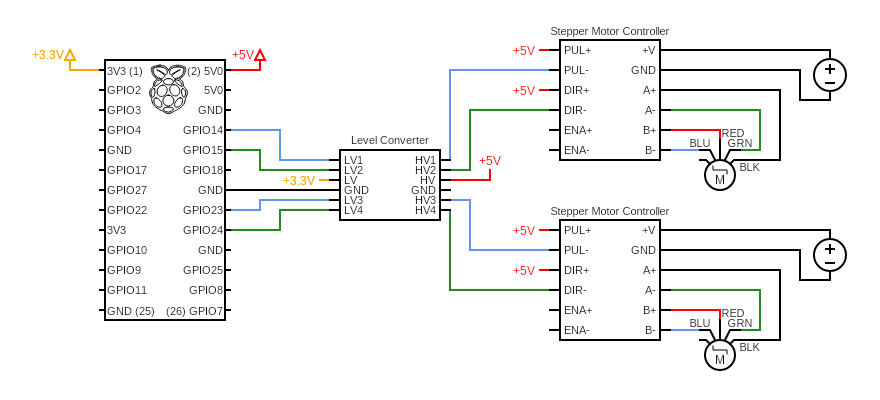 +3.3V
+5V
3V3 (1) (2) 5V0
GPIO2 5V0
GPIO3 GND
GPIO4 GPIO14
GND GPIO15
GPIO17 GPIO18
GPIO27 GND
GPIO22 GPIO23
3V3 GPIO24
GPIO10 GND
GPIO9 GPIO25
GPIO11 GPIO8
GND (25) (26) GPIO7
Level Converter
LV1 HV1
LV2 HV2
LV HV
GND GND
LV3 HV3
LV4 HV4
+3.3V
+5V
Stepper Motor Controller
+5V PUL+ +V
PUL- GND
+5V DIR+ A+
DIR- A-
ENA+ B+
ENA- B-
RED
BLU GRN
BLK
M
Stepper Motor Controller
+5V PUL+ +V
PUL- GND
+5V DIR+ A+
DIR- A-
ENA+ B+
ENA- B-
RED
BLU GRN
BLK
M